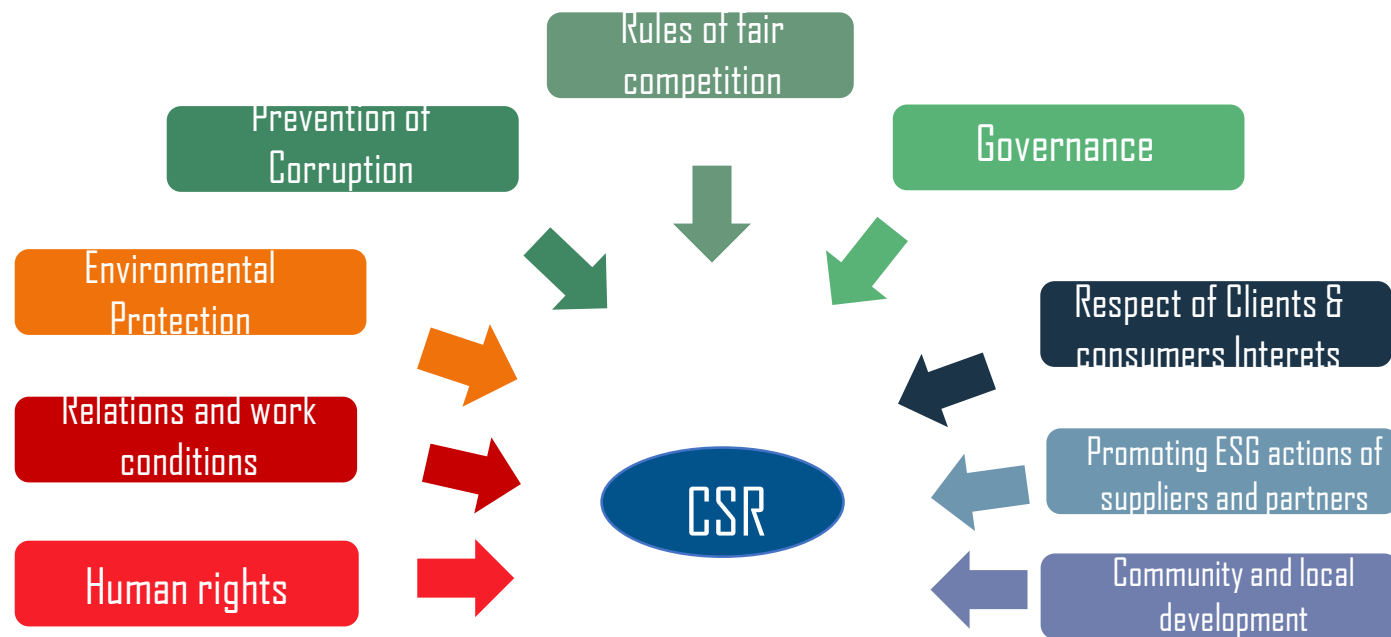 Rules of fair
competition
Prevention of
Corruption
Governance
Environmental
Protection
Respect of Clients &
consumers Interets
Relations and work
conditions
Promoting ESG actions of
suppliers and partners
CSR
Human rights
Community and local
development